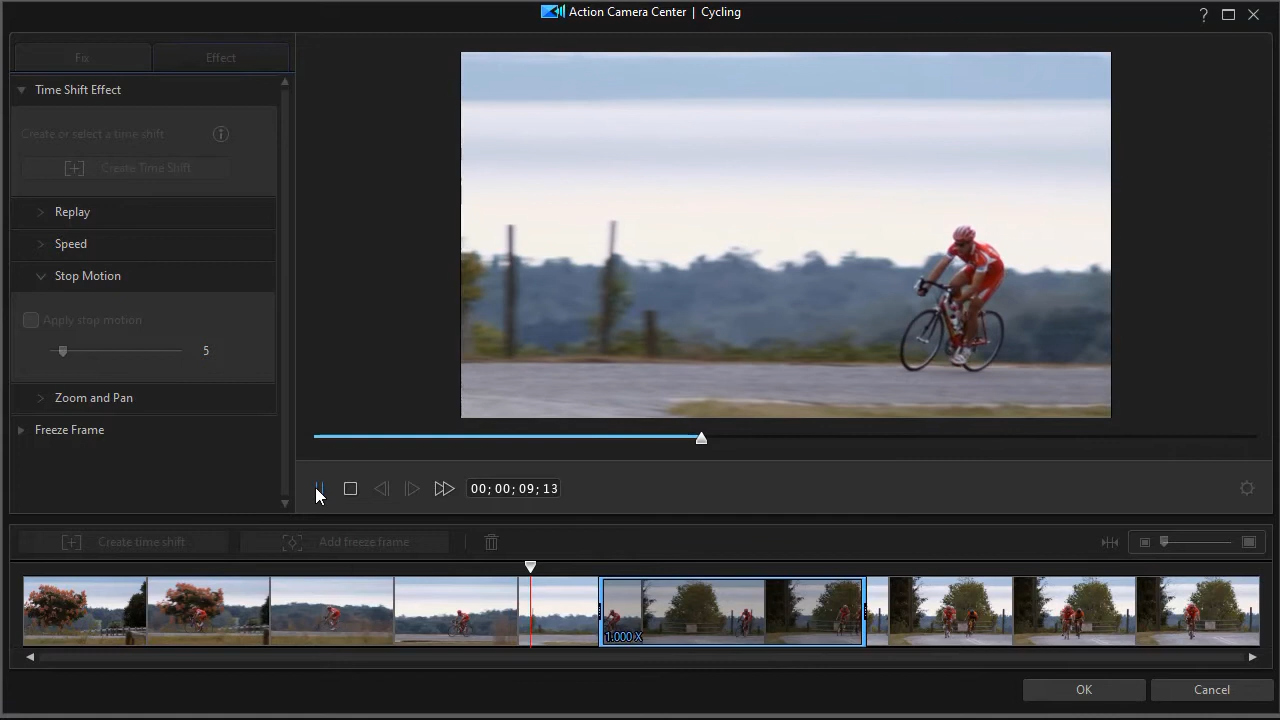 Action Camera Center | Cycling
?
Fix
Effect
Time Shift Effect
Create or select a time shift
Create Time Shift
Replay
Speed
Stop Motion
Apply stop motion
5
Zoom and Pan
Freeze Frame
00; 00; 09; 13
Create time shift
Add freeze frame
1.000 X
OK
Cancel